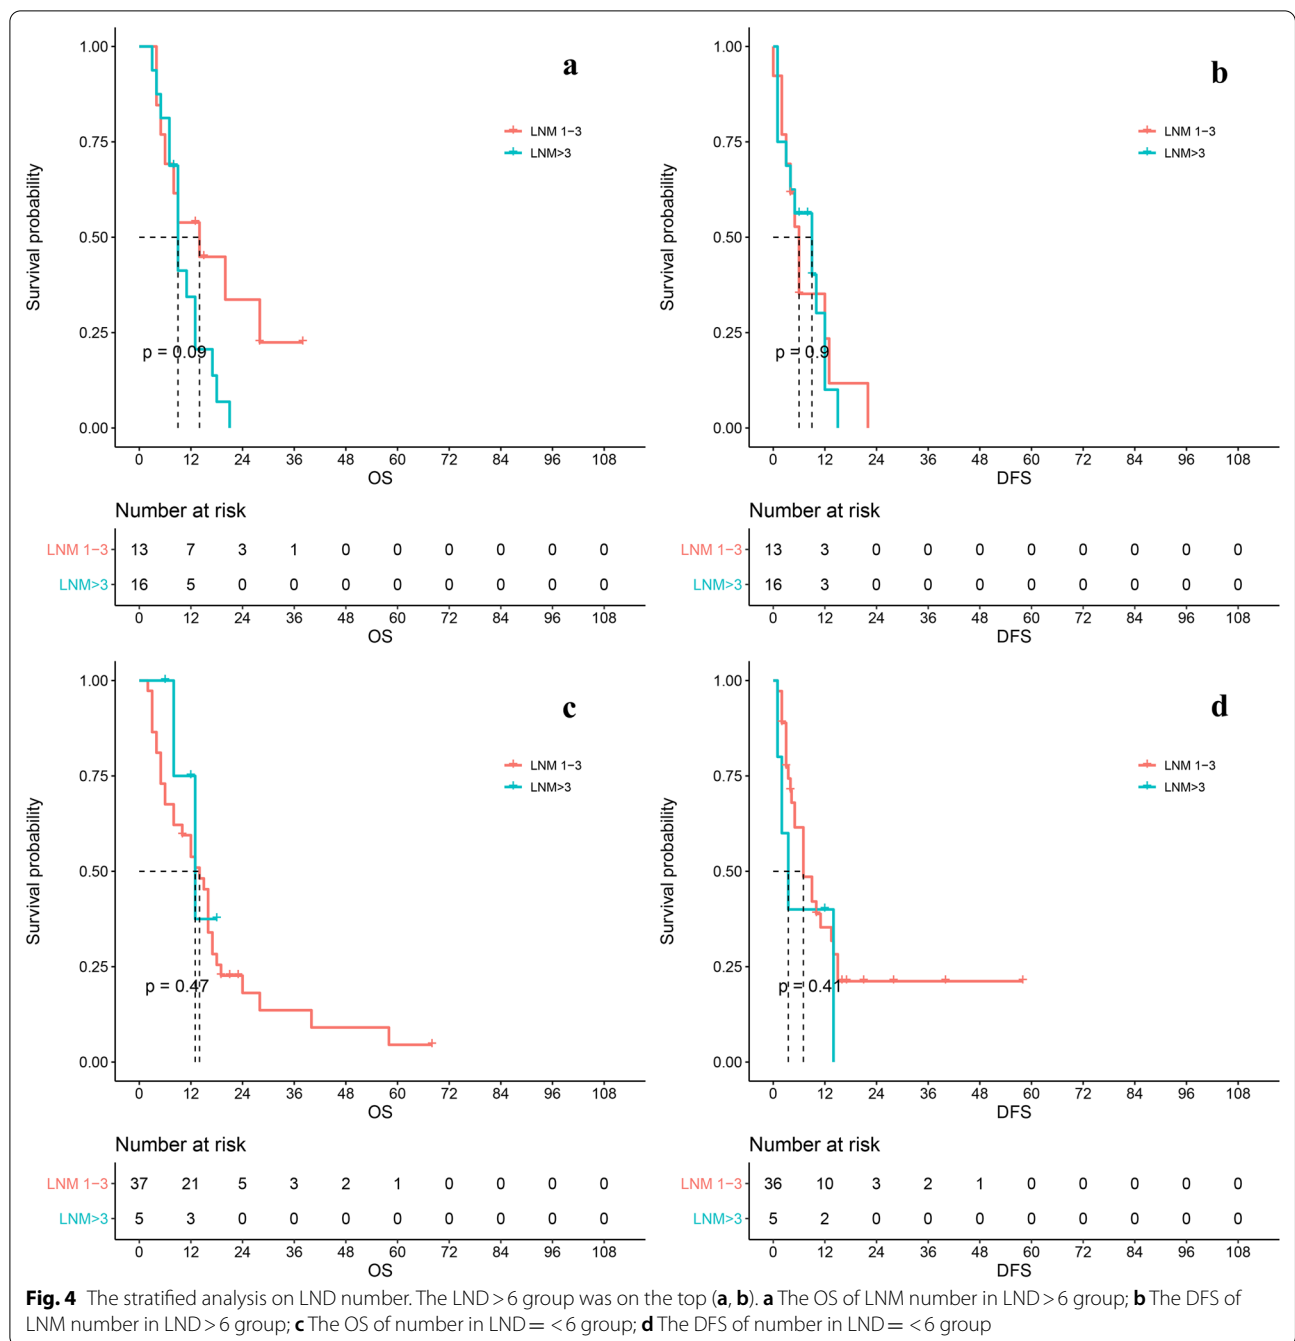 a
1.00
0.75
0.50
0.25
0.00
Survival probability
LNM 1−3
LNM>3
p = 0.09
0 12 24 36 48 60 72 84 96 108
OS
Number at risk
LNM 1−3 13 7 3 1 0 0 0 0 0 0
LNM>3 16 5 0 0 0 0 0 0 0 0
0 12 24 36 48 60 72 84 96 108
OS
b
1.00
0.75
0.50
0.25
0.00
Survival probability
LNM 1−3
LNM>3
p = 0.9
0 12 24 36 48 60 72 84 96 108
DFS
Number at risk
LNM 1−3 13 3 0 0 0 0 0 0 0 0
LNM>3 16 3 0 0 0 0 0 0 0 0
0 12 24 36 48 60 72 84 96 108
DFS
c
1.00
0.75
0.50
0.25
0.00
Survival probability
LNM 1−3
LNM>3
p = 0.47
0 12 24 36 48 60 72 84 96 108
OS
Number at risk
LNM 1−3 37 21 5 3 2 1 0 0 0 0
LNM>3 5 3 0 0 0 0 0 0 0 0
0 12 24 36 48 60 72 84 96 108
OS
d
1.00
0.75
0.50
0.25
0.00
Survival probability
LNM 1−3
LNM>3
p = 0.41
0 12 24 36 48 60 72 84 96 108
DFS
Number at risk
LNM 1−3 36 10 3 2 1 0 0 0 0 0
LNM>3 5 2 0 0 0 0 0 0 0 0
0 12 24 36 48 60 72 84 96 108
DFS
Fig. 4 The stratified analysis on LND number. The LND > 6 group was on the top (a, b). a The OS of LNM number in LND > 6 group; b The DFS of
LNM number in LND > 6 group; c The OS of number in LND = < 6 group; d The DFS of number in LND = < 6 group